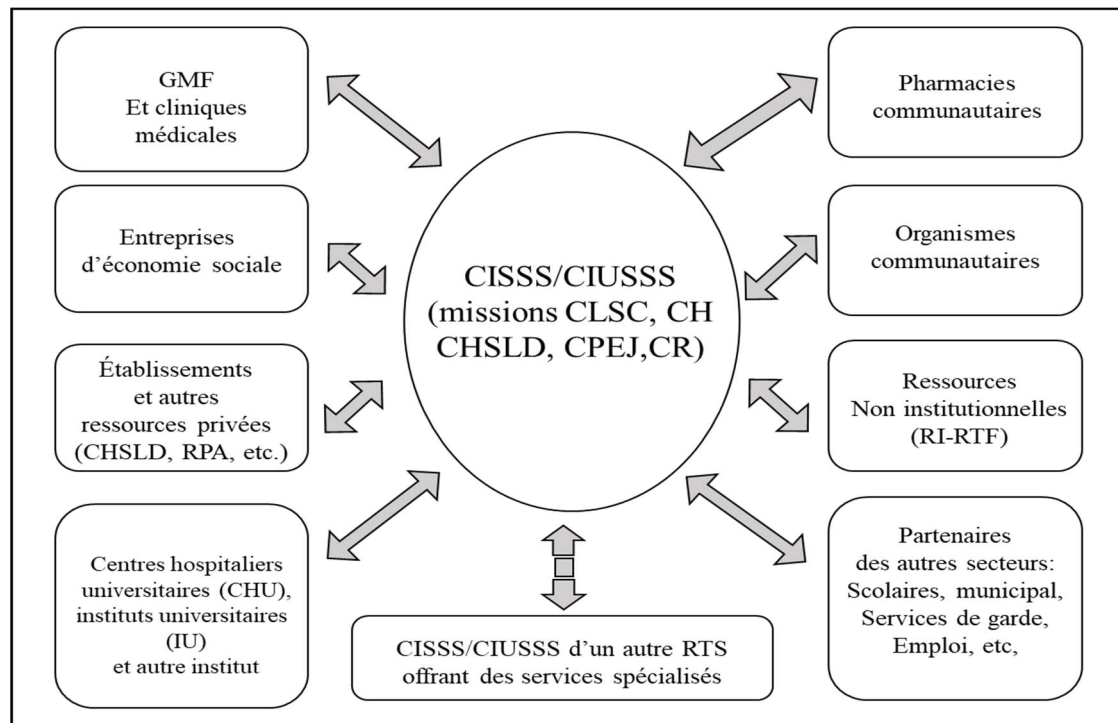 GMF
Et cliniques
médicales
Entreprises
d’économie sociale
Établissements
et autres
ressources privées
(CHSLD, RPA, etc.)
Centres hospitaliers
universitaires (CHU),
instituts universitaires
(IU)
et autre institut
CISSS/CIUSSS
(missions CLSC, CH
CHSLD, CPEJ,CR)
CISSS/CIUSSS d’un autre RTS
offrant des services spécialisés
Pharmacies
communautaires
Organismes
communautaires
Ressources
Non institutionnelles
(RI-RTF)
Partenaires
des autres secteurs:
Scolaires, municipal,
Services de garde,
Emploi, etc,